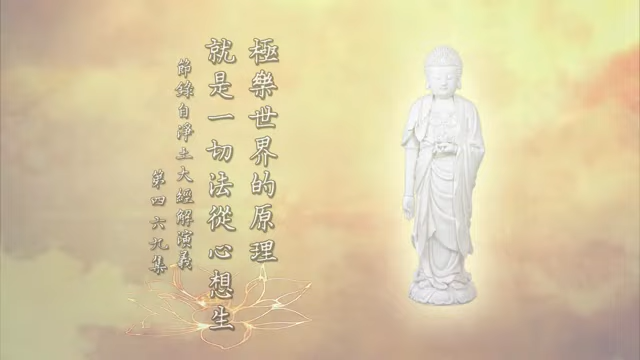 極樂世界的原理
就是一切法從心想生
節錄自淨土大經解演義
第四六九集